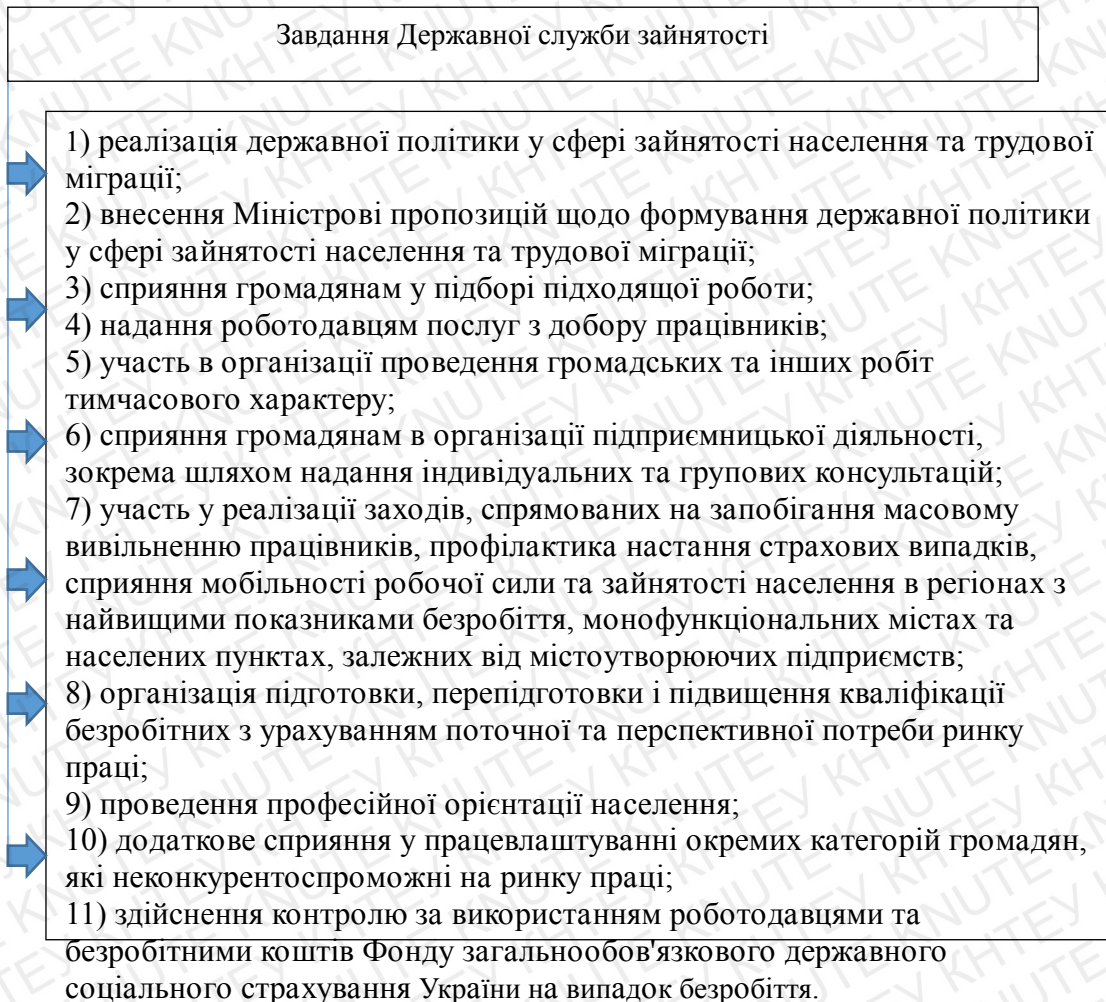 Завдання Державної служби зайнятості
1) реалізація державної політики у сфері зайнятості населення та трудової
міграції;
2) внесення Міністрові пропозицій щодо формування державної політики
у сфері зайнятості населення та трудової міграції;
3) сприяння громадянам у підборі підходящої роботи;
4) надання роботодавцям послуг з добору працівників;
5) участь в організації проведення громадських та інших робіт
тимчасового характеру;
6) сприяння громадянам в організації підприємницької діяльності,
зокрема шляхом надання індивідуальних та групових консультацій;
7) участь у реалізації заходів, спрямованих на запобігання масовому
вивільненню працівників, профілактика настання страхових випадків,
сприяння мобільності робочої сили та зайнятості населення в регіонах з
найвищими показниками безробіття, монофункціональних містах та
населених пунктах, залежних від містоутворюючих підприємств;
8) організація підготовки, перепідготовки і підвищення кваліфікації
безробітних з урахуванням поточної та перспективної потреби ринку
праці;
9) проведення професійної орієнтації населення;
10) додаткове сприяння у працевлаштуванні окремих категорій громадян,
які неконкурентоспроможні на ринку праці;
11) здійснення контролю за використанням роботодавцями та
безробітними коштів Фонду загальнообов'язкового державного
соціального страхування України на випадок безробіття.